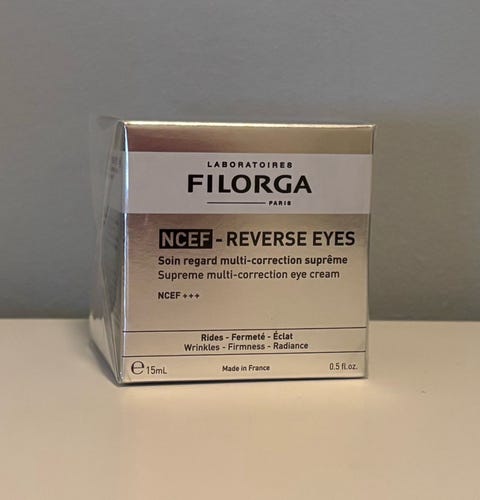 LABORATOIRES
FILORGA
PARIS
NCEF - REVERSE EYES
Soin regard multi-correction suprême
Supreme multi-correction eye cream
NCEF +++
Rides - Fermeté - Éclat
Wrinkles - Firmness - Radiance
℮ 15mL Made in France 0.5 fl.oz.